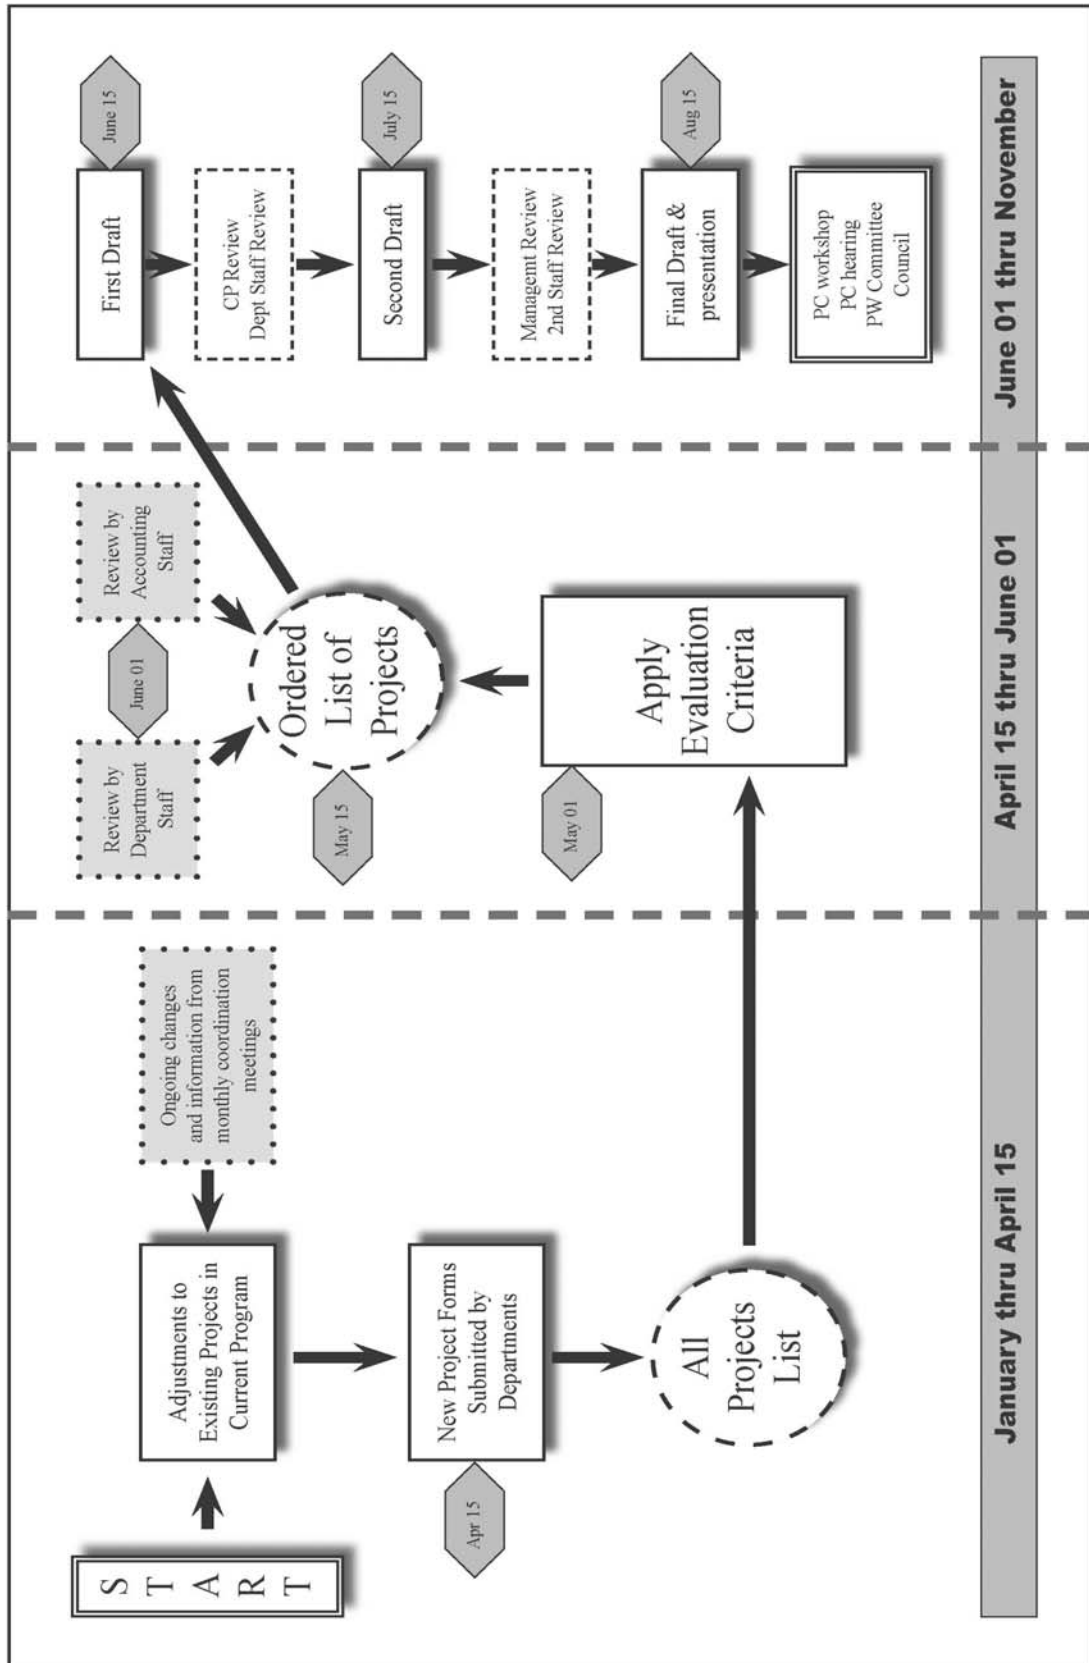 S
T
A
R
T
Adjustments to
Existing Projects in
Current Program
Ongoing changes
and information from
monthly coordination
meetings
New Project Forms
Submitted by
Departments
Apr 15
All
Projects
List
January thru April 15
Review by
Department
Staff
June 01
Review by
Accounting
Staff
Ordered
List of
Projects
May 15
Apply
Evaluation
Criteria
May 01
April 15 thru June 01
First Draft
June 15
CP Review
Dept Staff Review
Second Draft
July 15
Managemt Review
2nd Staff Review
Final Draft &
presentation
Aug 15
PC workshop
PC hearing
PW Committee
Council
June 01 thru November